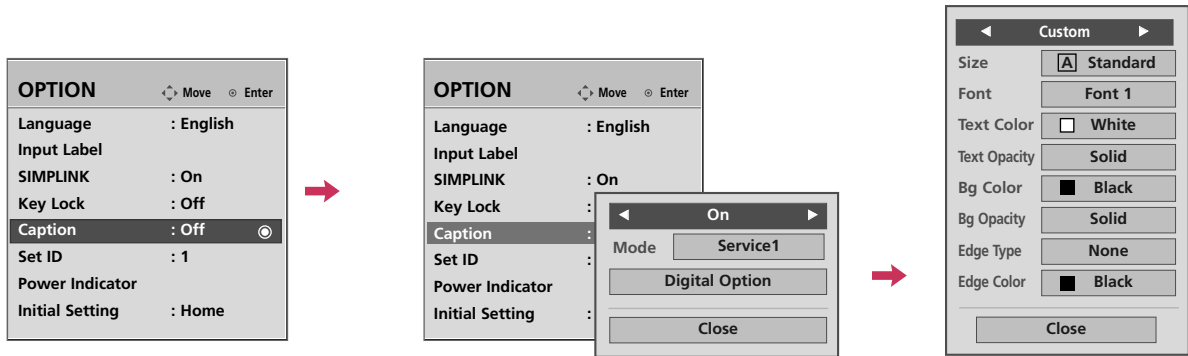 OPTION Move Enter
Language : English
Input Label
SIMPLINK : On
Key Lock : Off
Caption : Off
Set ID : 1
Power Indicator
Initial Setting : Home
OPTION Move Enter
Language : English
Input Label
SIMPLINK : On
Key Lock :
Caption :
Set ID :
Power Indicator
Initial Setting :
On
Mode Service1
Digital Option
Close
Custom
Size A Standard
Font Font 1
Text Color White
Text Opacity Solid
Bg Color Black
Bg Opacity Solid
Edge Type None
Edge Color Black
Close